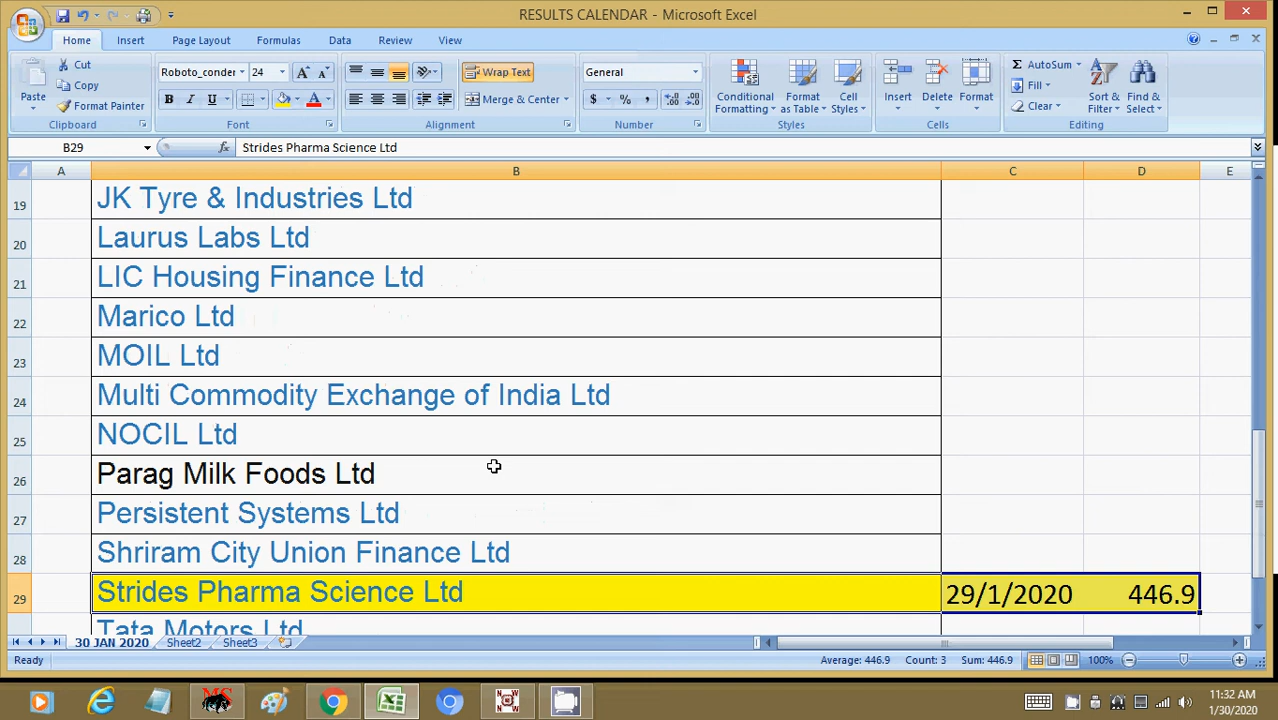 RESULTS CALENDAR - Microsoft Excel
Home Insert Page Layout Formulas Data Review View
Paste
Cut
Copy
Format Painter
Clipboard
Roboto_conder 24
B I U A
Font
Wrap Text
Merge & Center
Alignment
General
$ % ,
Number
Conditional Formatting
Format as Table
Cell Styles
Styles
Insert
Delete
Format
Cells
Σ AutoSum
Fill
Clear
Sort & Filter
Find & Select
Editing
B29 fx Strides Pharma Science Ltd
A B C D E
19 JK Tyre & Industries Ltd
20 Laurus Labs Ltd
21 LIC Housing Finance Ltd
22 Marico Ltd
23 MOIL Ltd
24 Multi Commodity Exchange of India Ltd
25 NOCIL Ltd
26 Parag Milk Foods Ltd
27 Persistent Systems Ltd
28 Shriram City Union Finance Ltd
29 Strides Pharma Science Ltd 29/1/2020 446.9
Tata Motors Ltd
30 JAN 2020 Sheet2 Sheet3
Ready Average: 446.9 Count: 3 Sum: 446.9 100%
MS
11:32 AM
1/30/2020